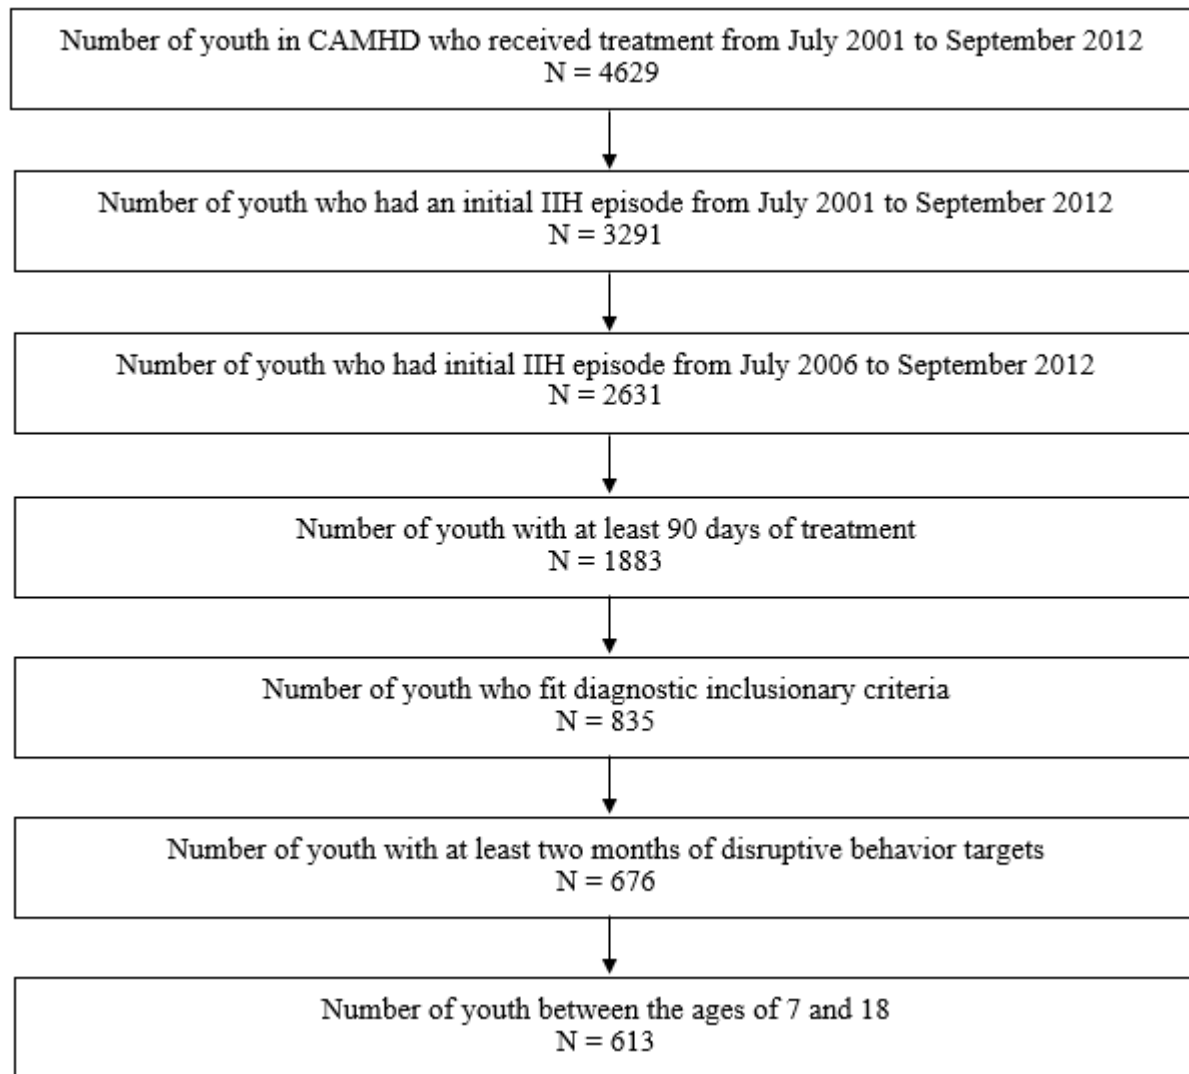 Number of youth in CAMHD who received treatment from July 2001 to September 2012
N = 4629
Number of youth who had an initial IIH episode from July 2001 to September 2012
N = 3291
Number of youth who had initial IIH episode from July 2006 to September 2012
N = 2631
Number of youth with at least 90 days of treatment
N = 1883
Number of youth who fit diagnostic inclusionary criteria
N = 835
Number of youth with at least two months of disruptive behavior targets
N = 676
Number of youth between the ages of 7 and 18
N = 613